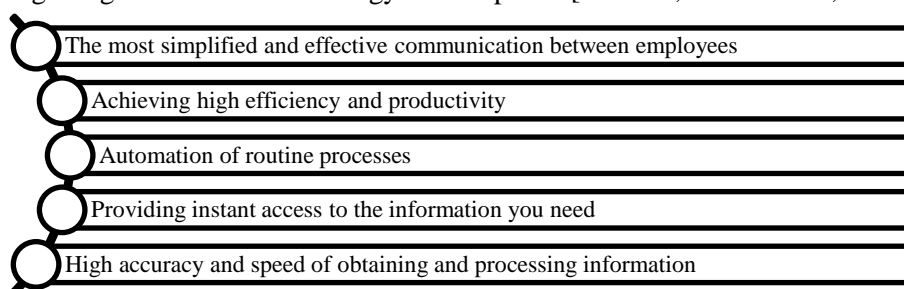 The most simplified and effective communication between employees
Achieving high efficiency and productivity
Automation of routine processes
Providing instant access to the information you need
High accuracy and speed of obtaining and processing information